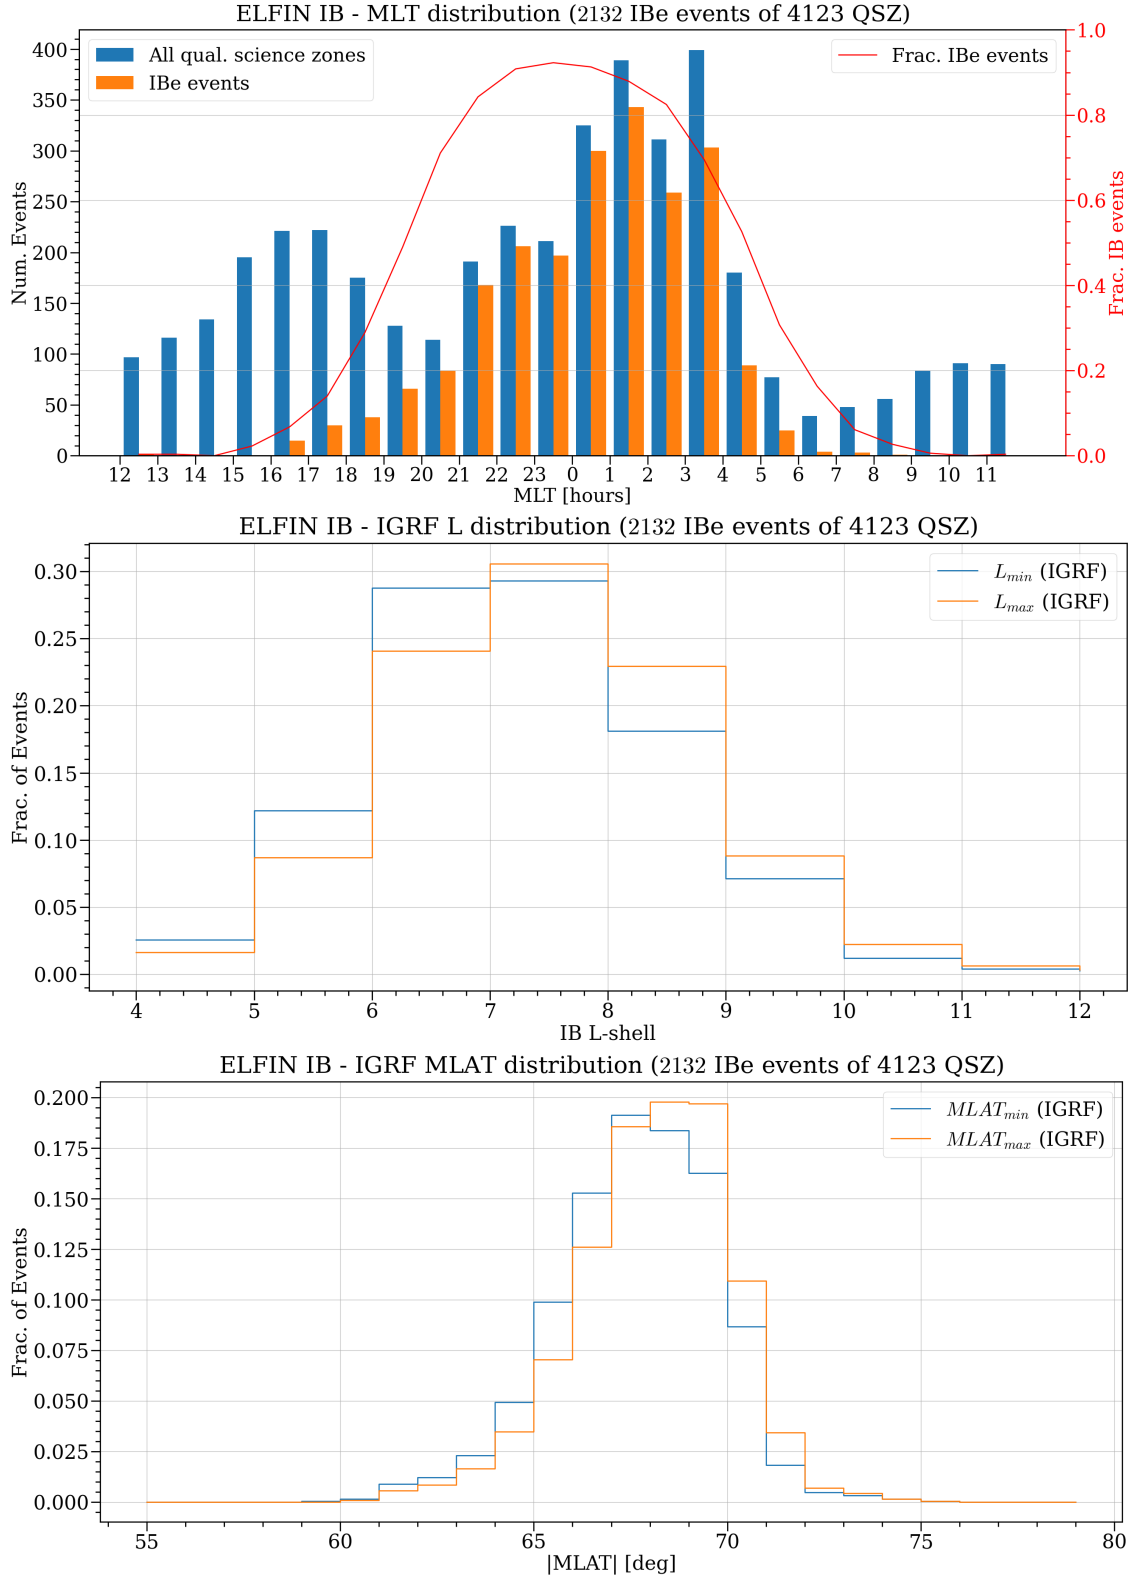 ELFIN IB - MLT distribution (2132 IBe events of 4123 QSZ)
All qual. science zones
IBe events
Frac. IBe events
Num. Events
400
350
300
250
200
150
100
50
0
Frac. IB events
1.0
0.8
0.6
0.4
0.2
0.0
12 13 14 15 16 17 18 19 20 21 22 23 0 1 2 3 4 5 6 7 8 9 10 11
MLT [hours]
ELFIN IB - IGRF L distribution (2132 IBe events of 4123 QSZ)
L_min (IGRF)
L_max (IGRF)
Frac. of Events
0.30
0.25
0.20
0.15
0.10
0.05
0.00
4 5 6 7 8 9 10 11 12
IB L-shell
ELFIN IB - IGRF MLAT distribution (2132 IBe events of 4123 QSZ)
MLAT_min (IGRF)
MLAT_max (IGRF)
Frac. of Events
0.200
0.175
0.150
0.125
0.100
0.075
0.050
0.025
0.000
55 60 65 70 75 80
|MLAT| [deg]